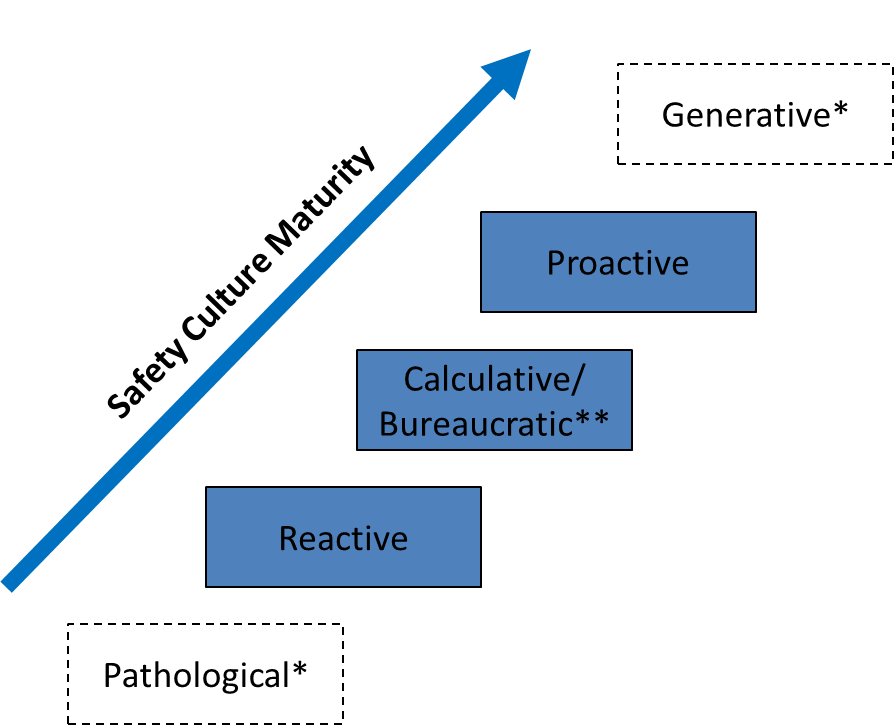 Generative*
Safety Culture Maturity
Proactive
Calculative/
Bureaucratic**
Reactive
Pathological*